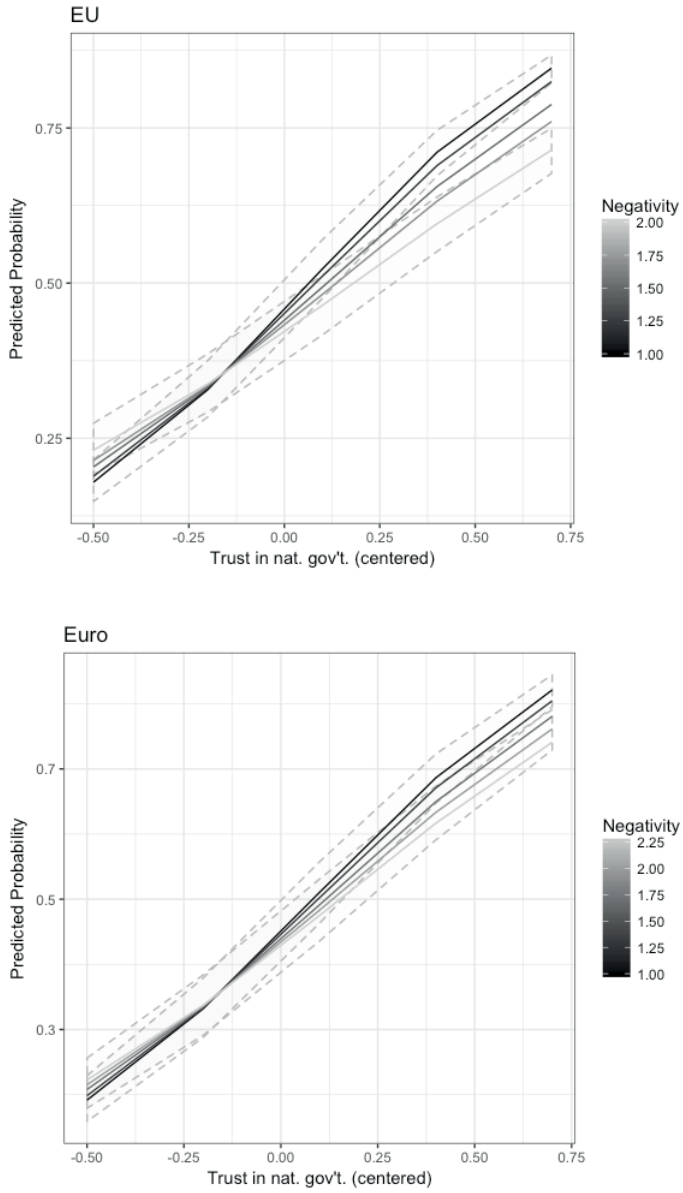 EU
Predicted Probability
0.75
0.50
0.25
-0.50 -0.25 0.00 0.25 0.50 0.75
Trust in nat. gov't. (centered)
Negativity
2.00
1.75
1.50
1.25
1.00
Euro
Predicted Probability
0.7
0.5
0.3
-0.50 -0.25 0.00 0.25 0.50 0.75
Trust in nat. gov't. (centered)
Negativity
2.25
2.00
1.75
1.50
1.25
1.00